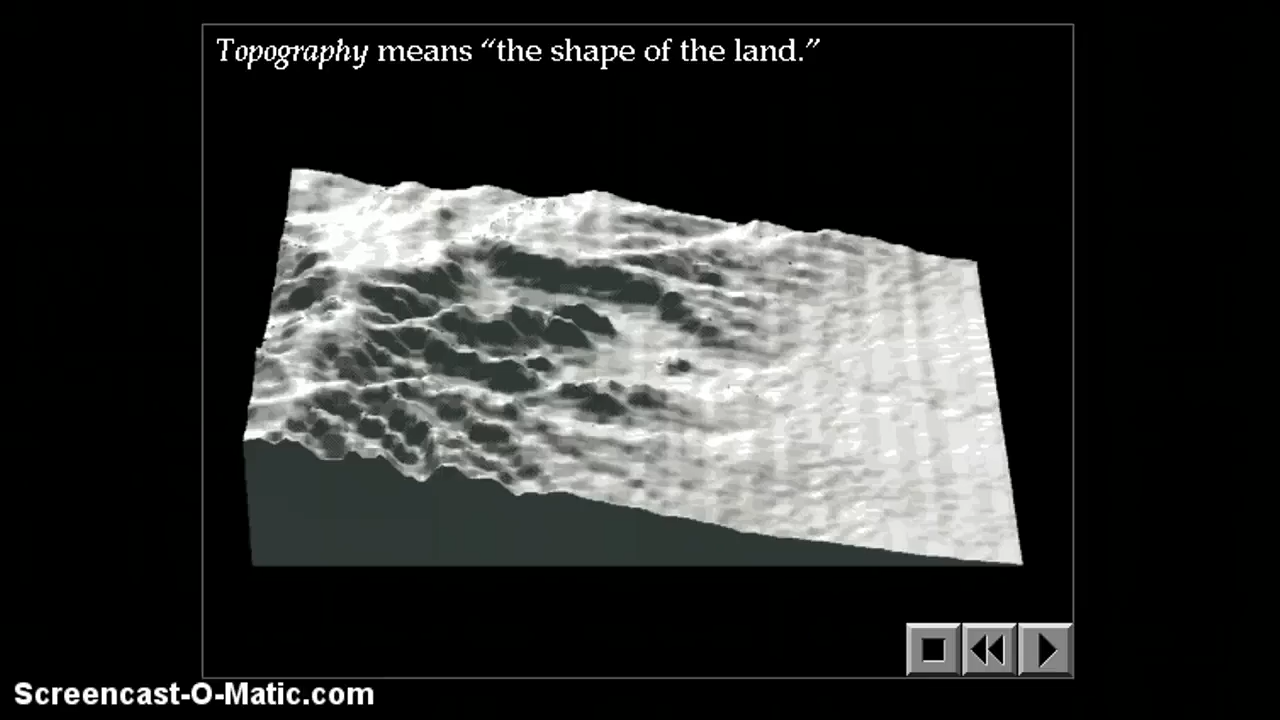 Topography means “the shape of the land.”
Screencast-O-Matic.com